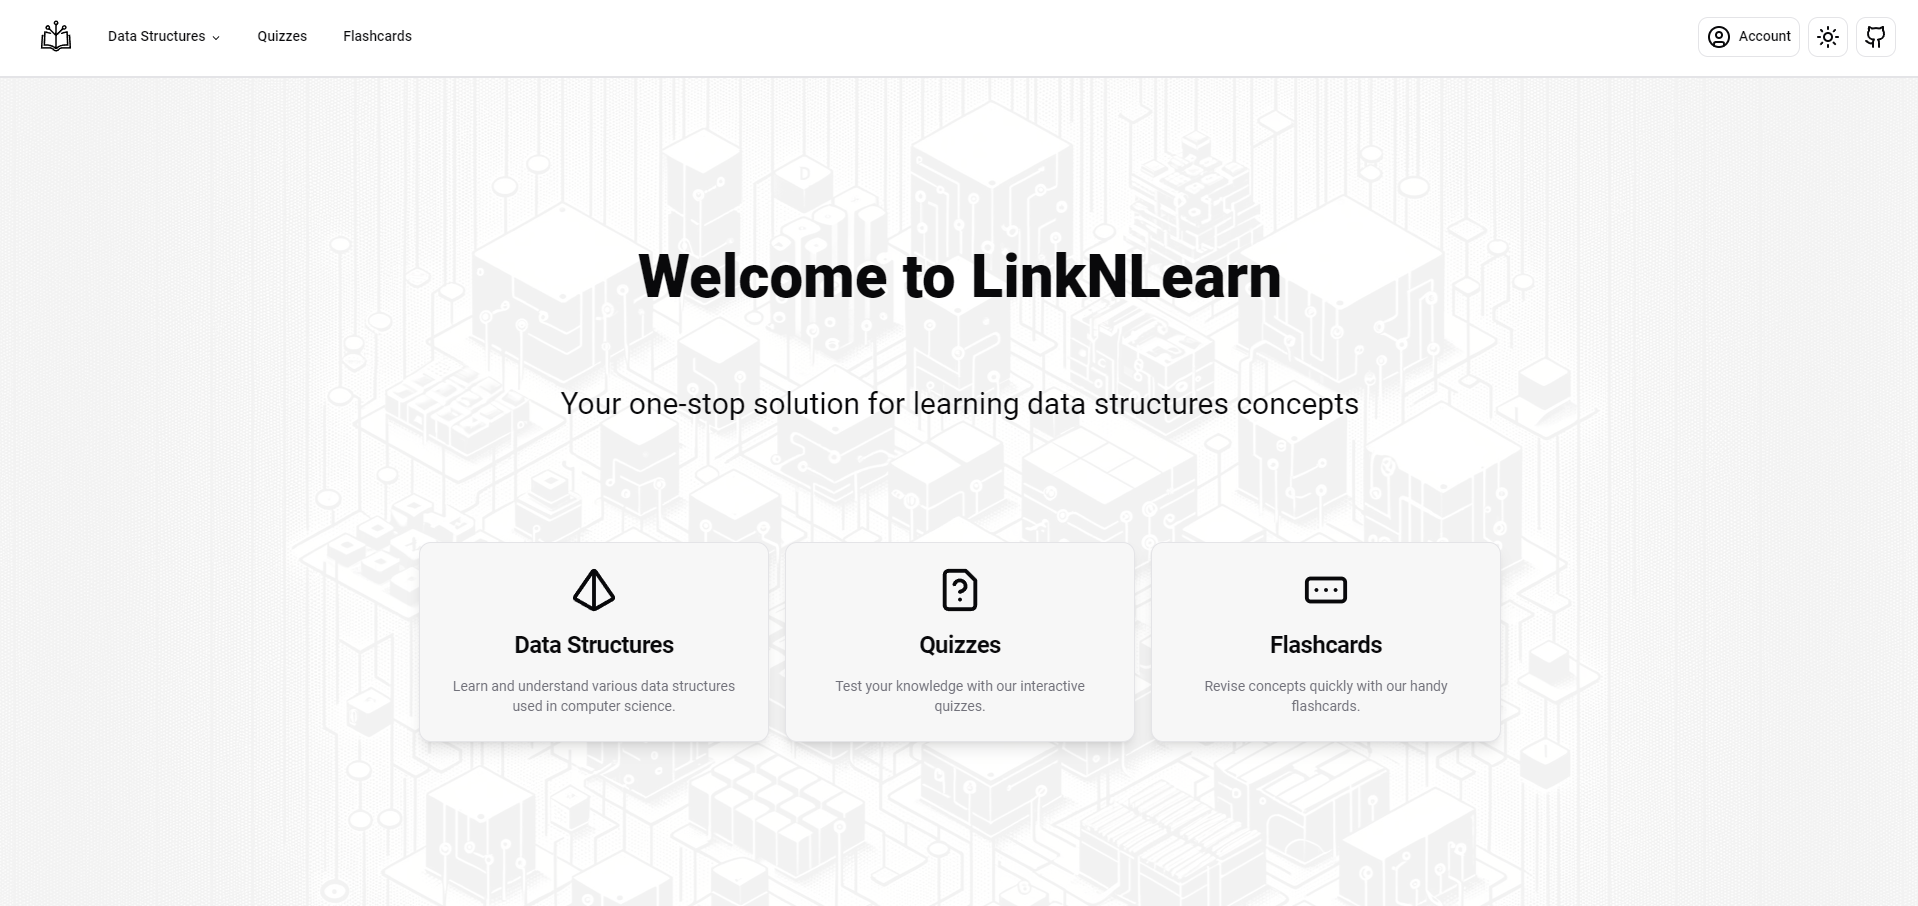 Data Structures
Quizzes
Flashcards
Account
D
Welcome to LinkNLearn
Your one-stop solution for learning data structures concepts
Data Structures
Learn and understand various data structures
used in computer science.
Quizzes
Test your knowledge with our interactive
quizzes.
Flashcards
Revise concepts quickly with our handy
flashcards.